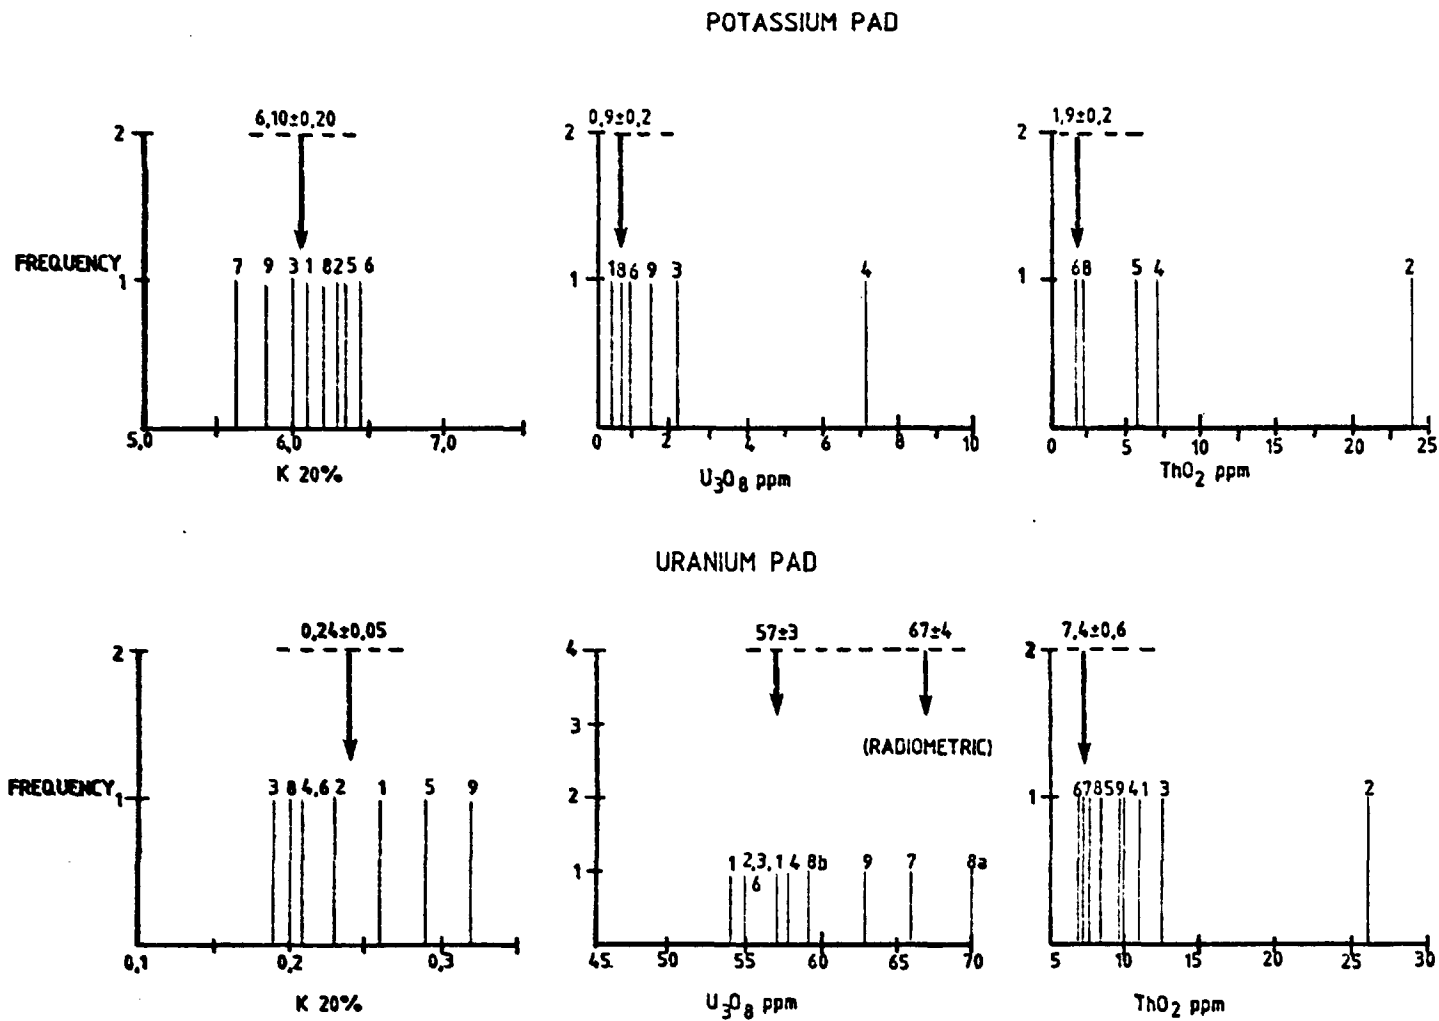 POTASSIUM PAD
6,10±0,20
2
FREQUENCY
1
7 9 3 1 8 2 5 6
5,0 6,0 7,0
K 20%
0,9±0,2
2
1
1 8 6 9 3 4
0 2 4 6 8 10
U3O8 ppm
1,9±0,2
2
1
6 8 5 4 2
0 5 10 15 20 25
ThO2 ppm
URANIUM PAD
0,24±0,05
2
FREQUENCY
1
3 8 4,6 2 1 5 9
0,1 0,2 0,3
K 20%
57±3 67±4
4
3
(RADIOMETRIC)
2
1
1 2,3, 1 4 8b 9 7 8a
6
45. 50 55 60 65 70
U3O8 ppm
7,4±0,6
2
1
6 7 8 5 9 4 1 3 2
5 10 15 20 25 30
ThO2 ppm